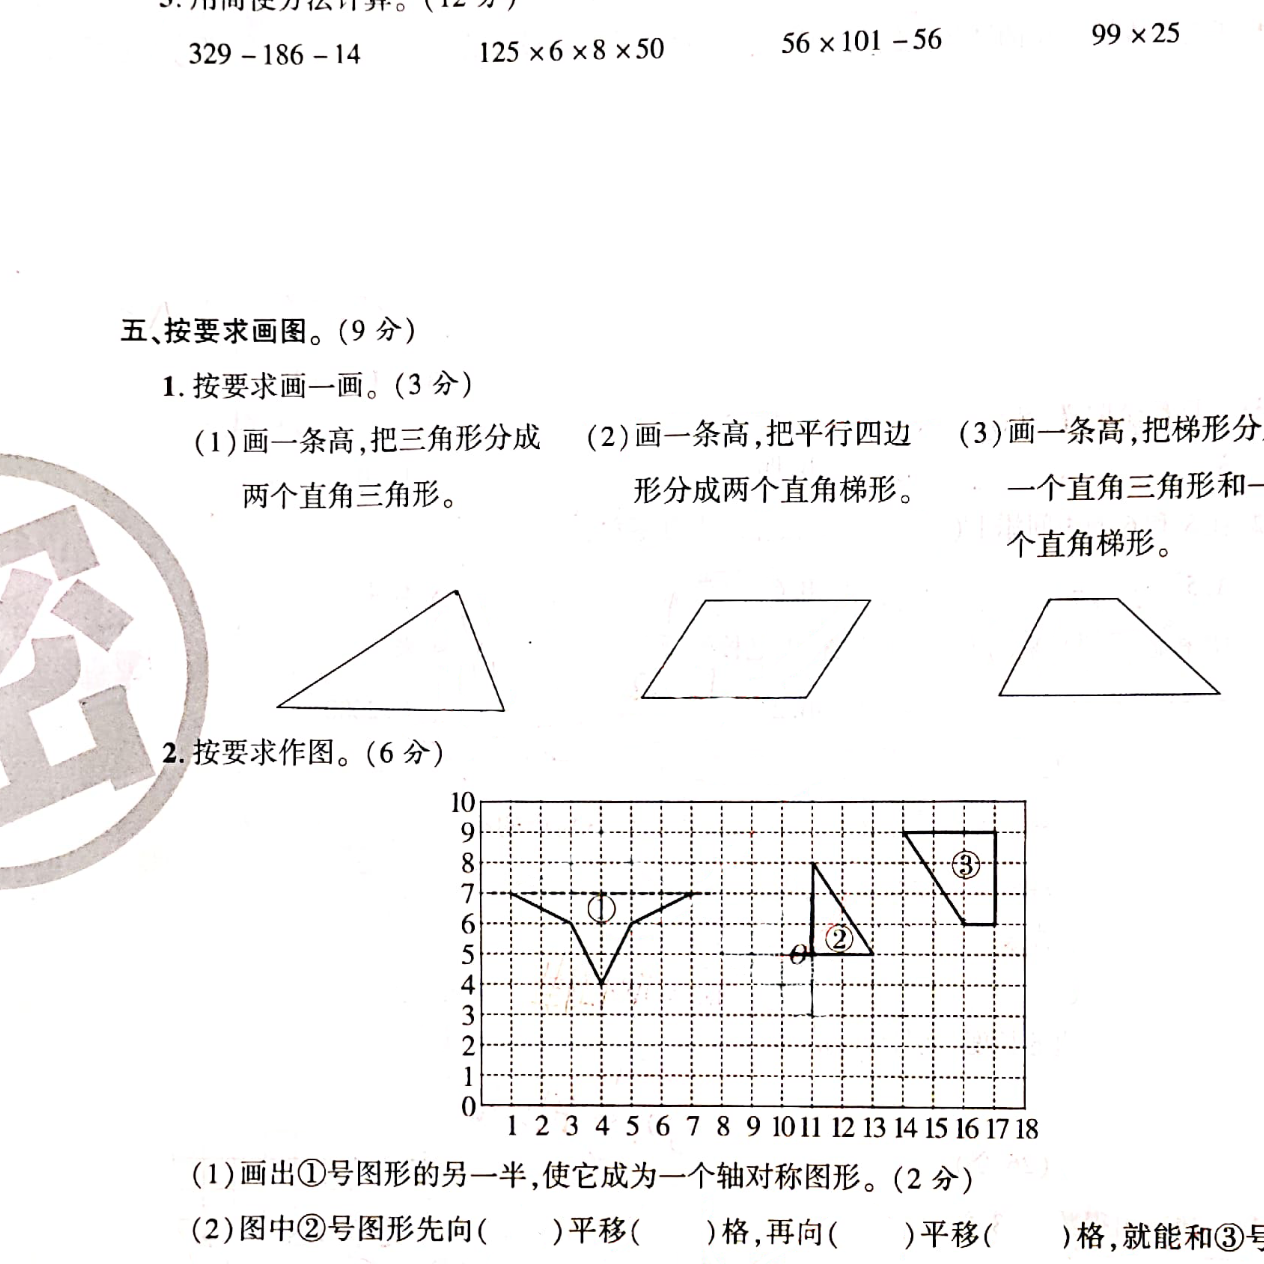 3. 用简便方法计算。(12 分)
329 - 186 - 14 125 × 6 × 8 × 50 56 × 101 - 56 99 × 25
五、按要求画图。(9 分)
1. 按要求画一画。(3 分)
(1)画一条高,把三角形分成
两个直角三角形。
(2)画一条高,把平行四边
形分成两个直角梯形。
(3)画一条高,把梯形分
一个直角三角形和一
个直角梯形。
密
2. 按要求作图。(6 分)
10
9
8
7
6
5
4
3
2
1
0
①
②
③
O
1 2 3 4 5 6 7 8 9 10 11 12 13 14 15 16 17 18
(1)画出①号图形的另一半,使它成为一个轴对称图形。(2 分)
(2)图中②号图形先向(  )平移(  )格,再向(  )平移(  )格,就能和③号